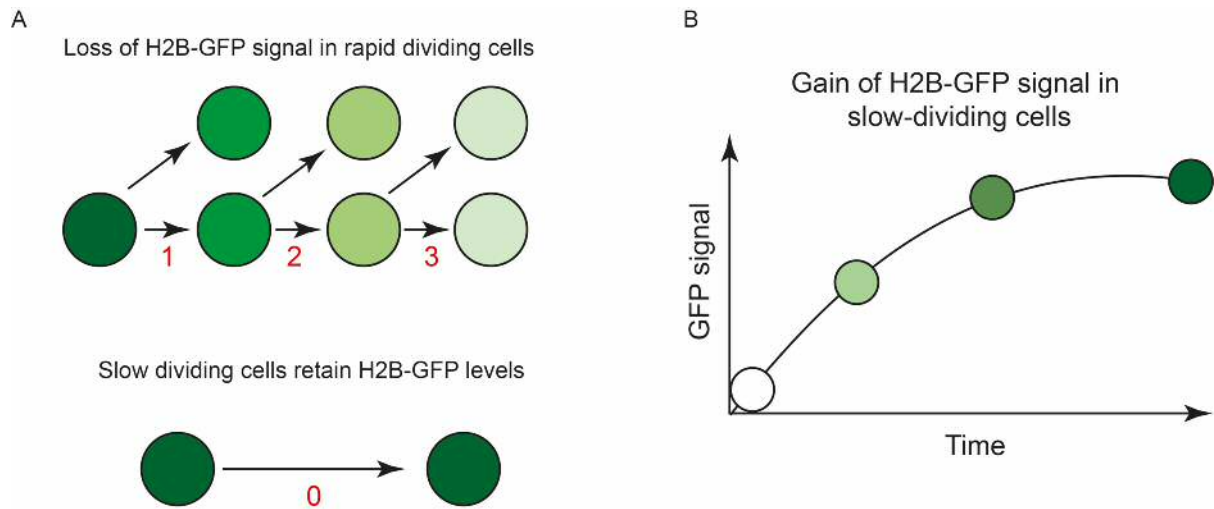 A
Loss of H2B-GFP signal in rapid dividing cells
1
2
3
Slow dividing cells retain H2B-GFP levels
0
B
Gain of H2B-GFP signal in
slow-dividing cells
GFP signal
Time